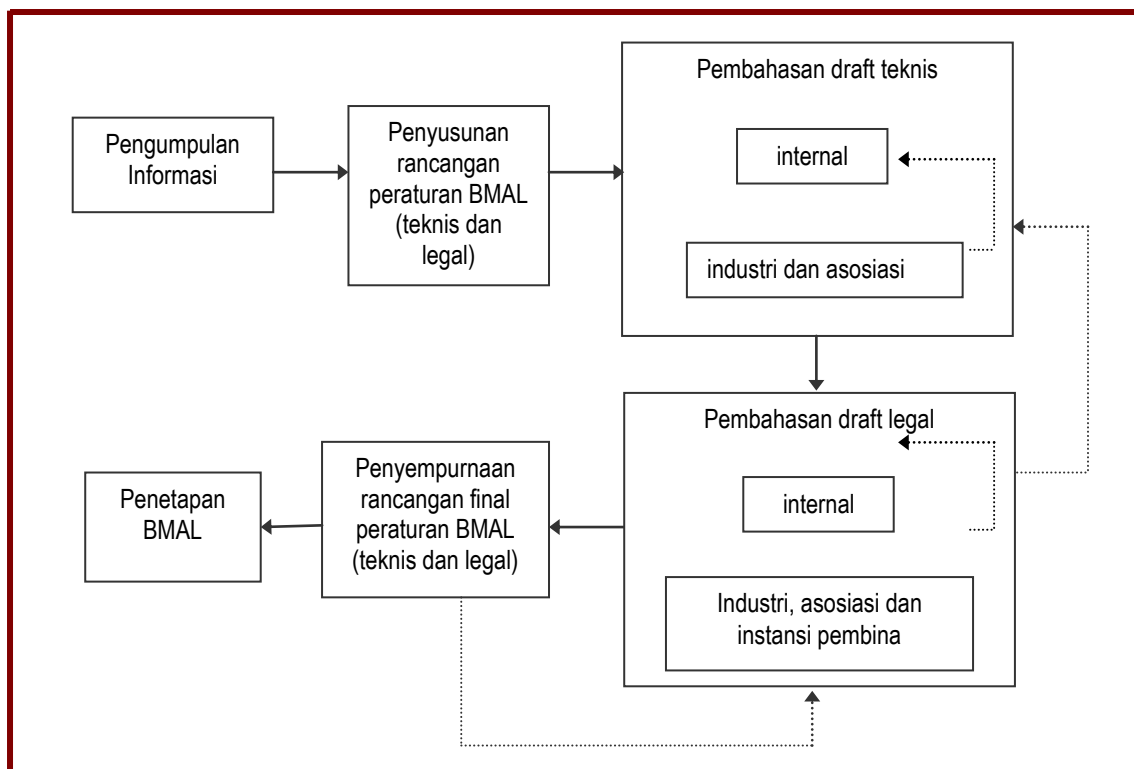 Pengumpulan
Informasi
Penyusunan
rancangan
peraturan BMAL
(teknis dan
legal)
Pembahasan draft teknis
internal
industri dan asosiasi
Pembahasan draft legal
internal
Industri, asosiasi dan
instansi pembina
Penyempurnaan
rancangan final
peraturan BMAL
(teknis dan legal)
Penetapan
BMAL